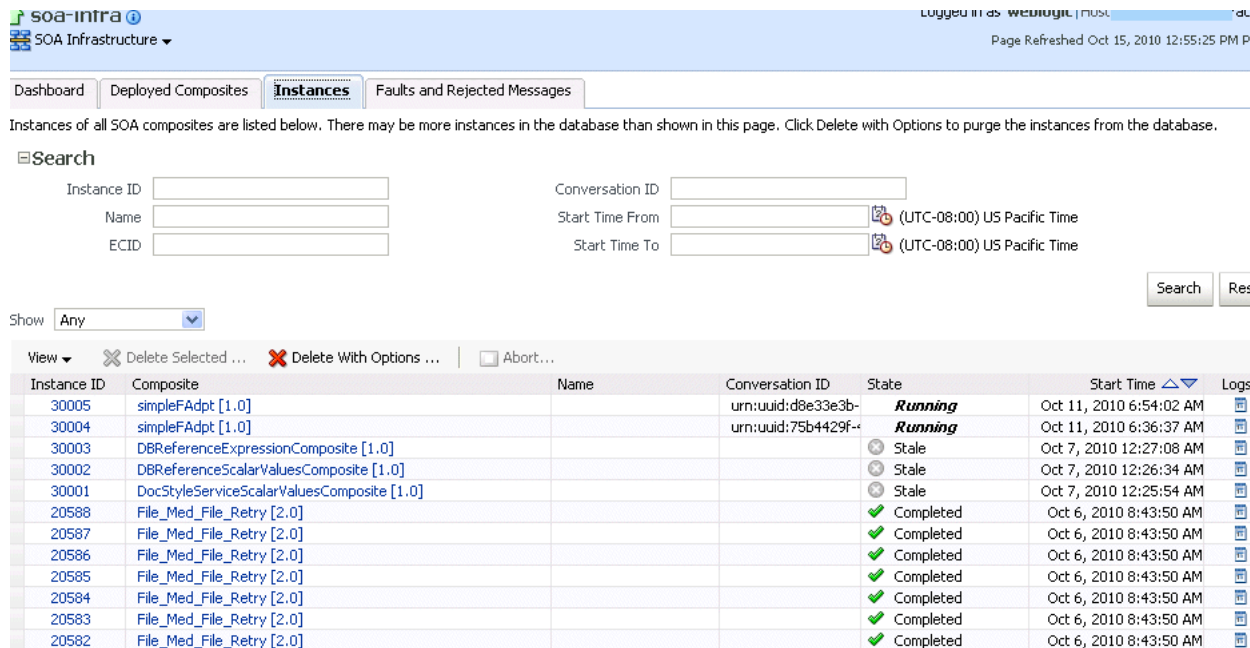 soa-infra
Logged in as weblogic | Host
SOA Infrastructure
Page Refreshed Oct 15, 2010 12:55:25 PM P
Dashboard Deployed Composites Instances Faults and Rejected Messages
Instances of all SOA composites are listed below. There may be more instances in the database than shown in this page. Click Delete with Options to purge the instances from the database.
Search
Instance ID Conversation ID
Name Start Time From (UTC-08:00) US Pacific Time
ECID Start Time To (UTC-08:00) US Pacific Time
Search Res
Show Any
View Delete Selected ... Delete With Options ... Abort...
Instance ID Composite Name Conversation ID State Start Time Logs
30005 simpleFAdpt [1.0] urn:uuid:d8e33e3b- Running Oct 11, 2010 6:54:02 AM
30004 simpleFAdpt [1.0] urn:uuid:75b4429f- Running Oct 11, 2010 6:36:37 AM
30003 DBReferenceExpressionComposite [1.0] Stale Oct 7, 2010 12:27:08 AM
30002 DBReferenceScalarValuesComposite [1.0] Stale Oct 7, 2010 12:26:34 AM
30001 DocStyleServiceScalarValuesComposite [1.0] Stale Oct 7, 2010 12:25:54 AM
20588 File_Med_File_Retry [2.0] Completed Oct 6, 2010 8:43:50 AM
20587 File_Med_File_Retry [2.0] Completed Oct 6, 2010 8:43:50 AM
20586 File_Med_File_Retry [2.0] Completed Oct 6, 2010 8:43:50 AM
20585 File_Med_File_Retry [2.0] Completed Oct 6, 2010 8:43:50 AM
20584 File_Med_File_Retry [2.0] Completed Oct 6, 2010 8:43:50 AM
20583 File_Med_File_Retry [2.0] Completed Oct 6, 2010 8:43:50 AM
20582 File_Med_File_Retry [2.0] Completed Oct 6, 2010 8:43:50 AM